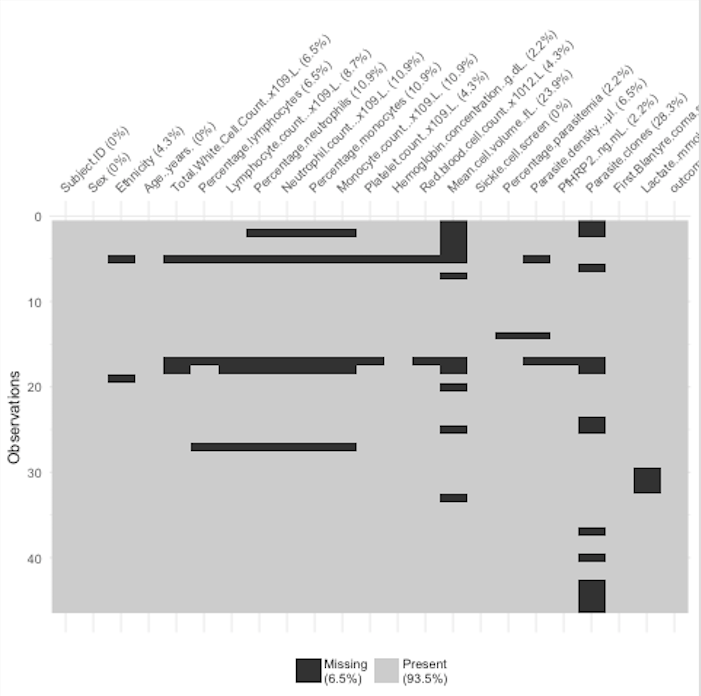 Subject.ID (0%)
Sex (0%)
Ethnicity (4.3%)
Age..years. (0%)
Total.White.Cell.Count..x109.L. (6.5%)
Percentage.lymphocytes (6.5%)
Lymphocyte.count...x109.L. (8.7%)
Percentage.neutrophils (10.9%)
Neutrophil.count..x109.L. (10.9%)
Percentage.monocytes (10.9%)
Monocyte.count..x109.L. (10.9%)
Platelet.count..x109.L. (4.3%)
Hemoglobin.concentration..g.dL. (2.2%)
Red.blood.cell.count.x1012.L (4.3%)
Mean.cell.volume..fL. (23.9%)
Sickle.cell.screen (0%)
Percentage.parasitemia (2.2%)
Parasite.density...µl. (6.5%)
PfHRP2..ng.mL. (2.2%)
Parasite.clones (28.3%)
First.Blantyre.coma.s
Lactate..mmo
outcom
0
10
20
30
40
Observations
Missing
(6.5%)
Present
(93.5%)